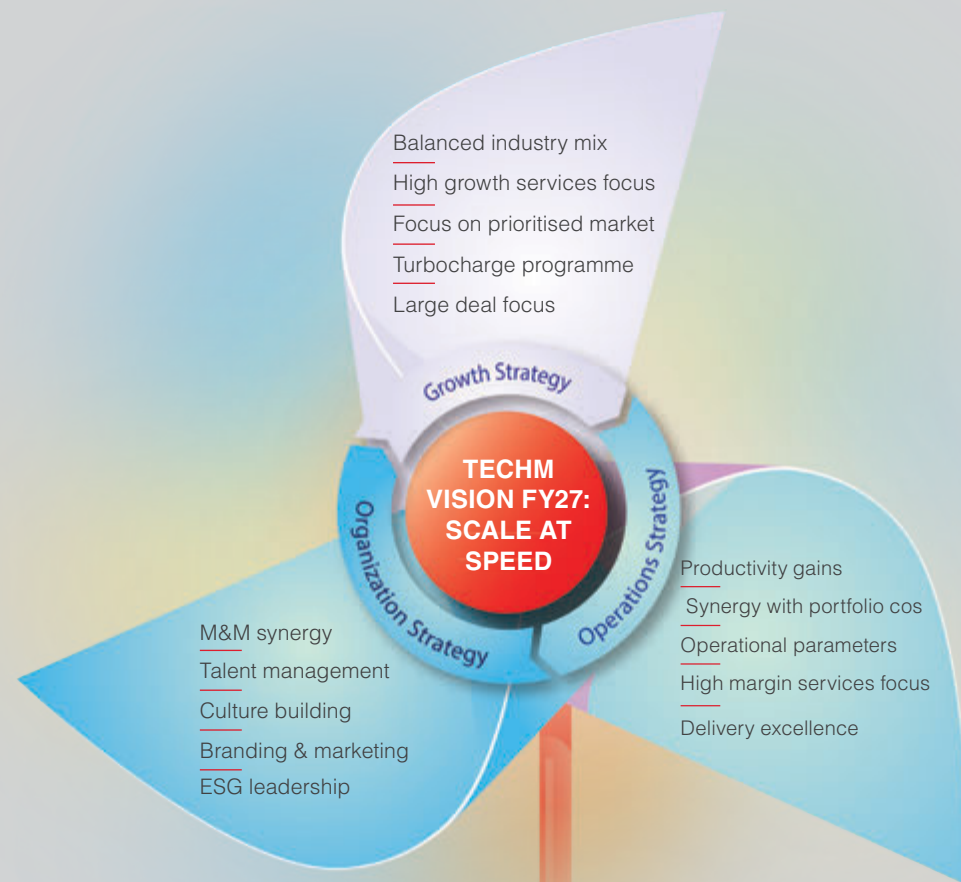 Balanced industry mix
High growth services focus
Focus on prioritised market
Turbocharge programme
Large deal focus
Growth Strategy
TECHM
VISION FY27:
SCALE AT
SPEED
Operations Strategy
Productivity gains
Synergy with portfolio cos
Operational parameters
High margin services focus
Delivery excellence
Organization Strategy
M&M synergy
Talent management
Culture building
Branding & marketing
ESG leadership